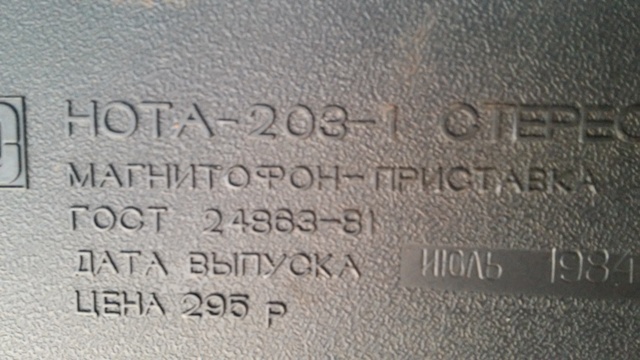 НОТА-203-1 СТЕРЕО
МАГНИТОФОН-ПРИСТАВКА
ГОСТ 24863-81
ДАТА ВЫПУСКА ИЮЛЬ 1984
ЦЕНА 295 р